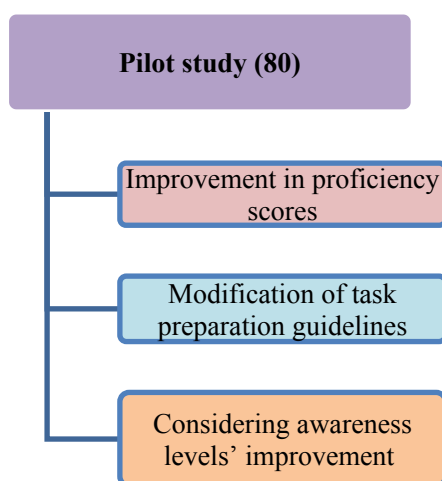 Pilot study (80)
Improvement in proficiency
scores
Modification of task
preparation guidelines
Considering awareness
levels’ improvement